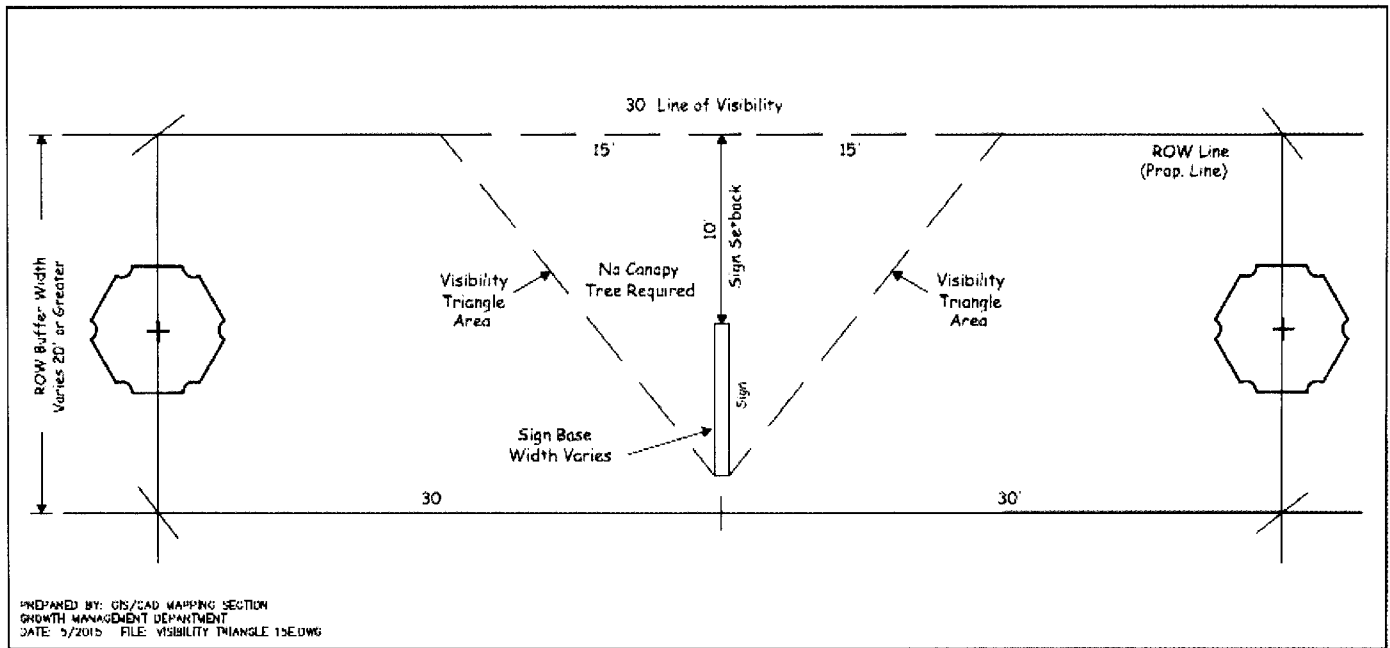 30 Line of Visibility
15'
15'
ROW Line
(Prop. Line)
10'
Sign Setback
ROW Buffer Width
Varies 20' or Greater
Visibility
Triangle
Area
No Canopy
Tree Required
Visibility
Triangle
Area
Sign
Sign Base
Width Varies
30
30'
PREPARED BY: GIS/CAD MAPPING SECTION
GROWTH MANAGEMENT DEPARTMENT
DATE: 5/2015 FILE: VISIBILITY TRIANGLE 15E.DWG